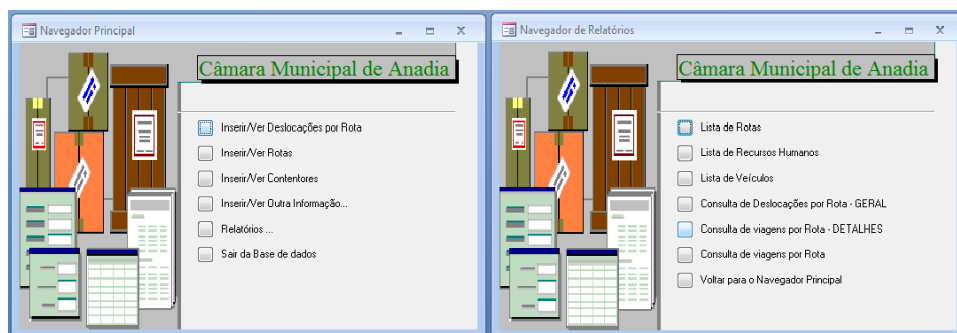 Navegador Principal
Câmara Municipal de Anadia
Inserir/Ver Deslocações por Rota
Inserir/Ver Rotas
Inserir/Ver Contentores
Inserir/Ver Outra Informação...
Relatórios ...
Sair da Base de dados
Navegador de Relatórios
Câmara Municipal de Anadia
Lista de Rotas
Lista de Recursos Humanos
Lista de Veículos
Consulta de Deslocações por Rota - GERAL
Consulta de viagens por Rota - DETALHES
Consulta de viagens por Rota
Voltar para o Navegador Principal